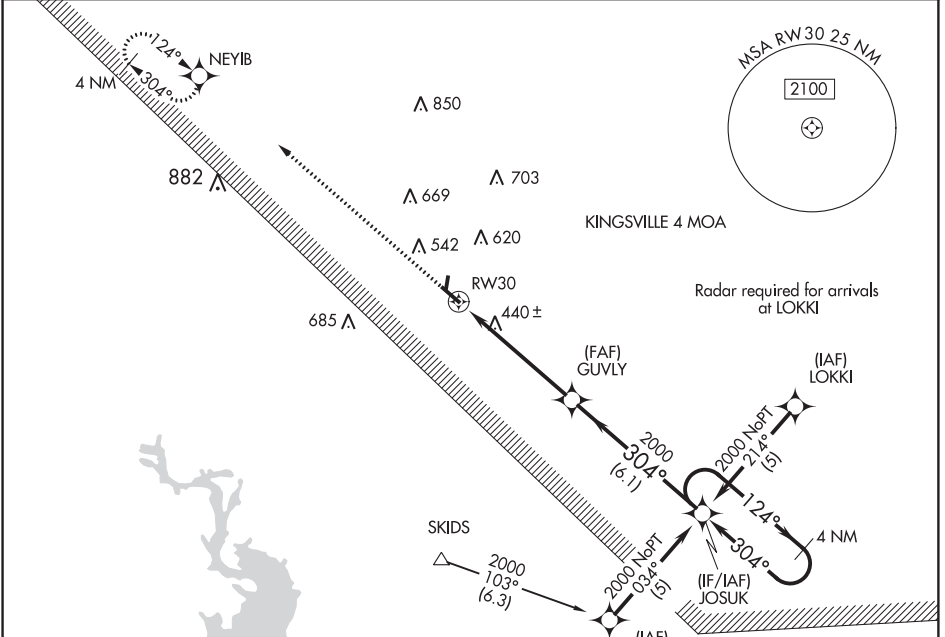 124°
NEYIB
4 NM
304°
MSA RW30 25 NM
2100
850
882
669
703
KINGSVILLE 4 MOA
542
620
RW30
Radar required for arrivals
at LOKKI
685
440 ±
(FAF)
GUVLY
(IAF)
LOKKI
2000
304°
(6.1)
2000 NoPT
214°
(5)
124°
4 NM
304°
SKIDS
2000
103°
(6.3)
2000 NoPT
034°
(5)
(IF/IAF)
JOSUK
(IAF)